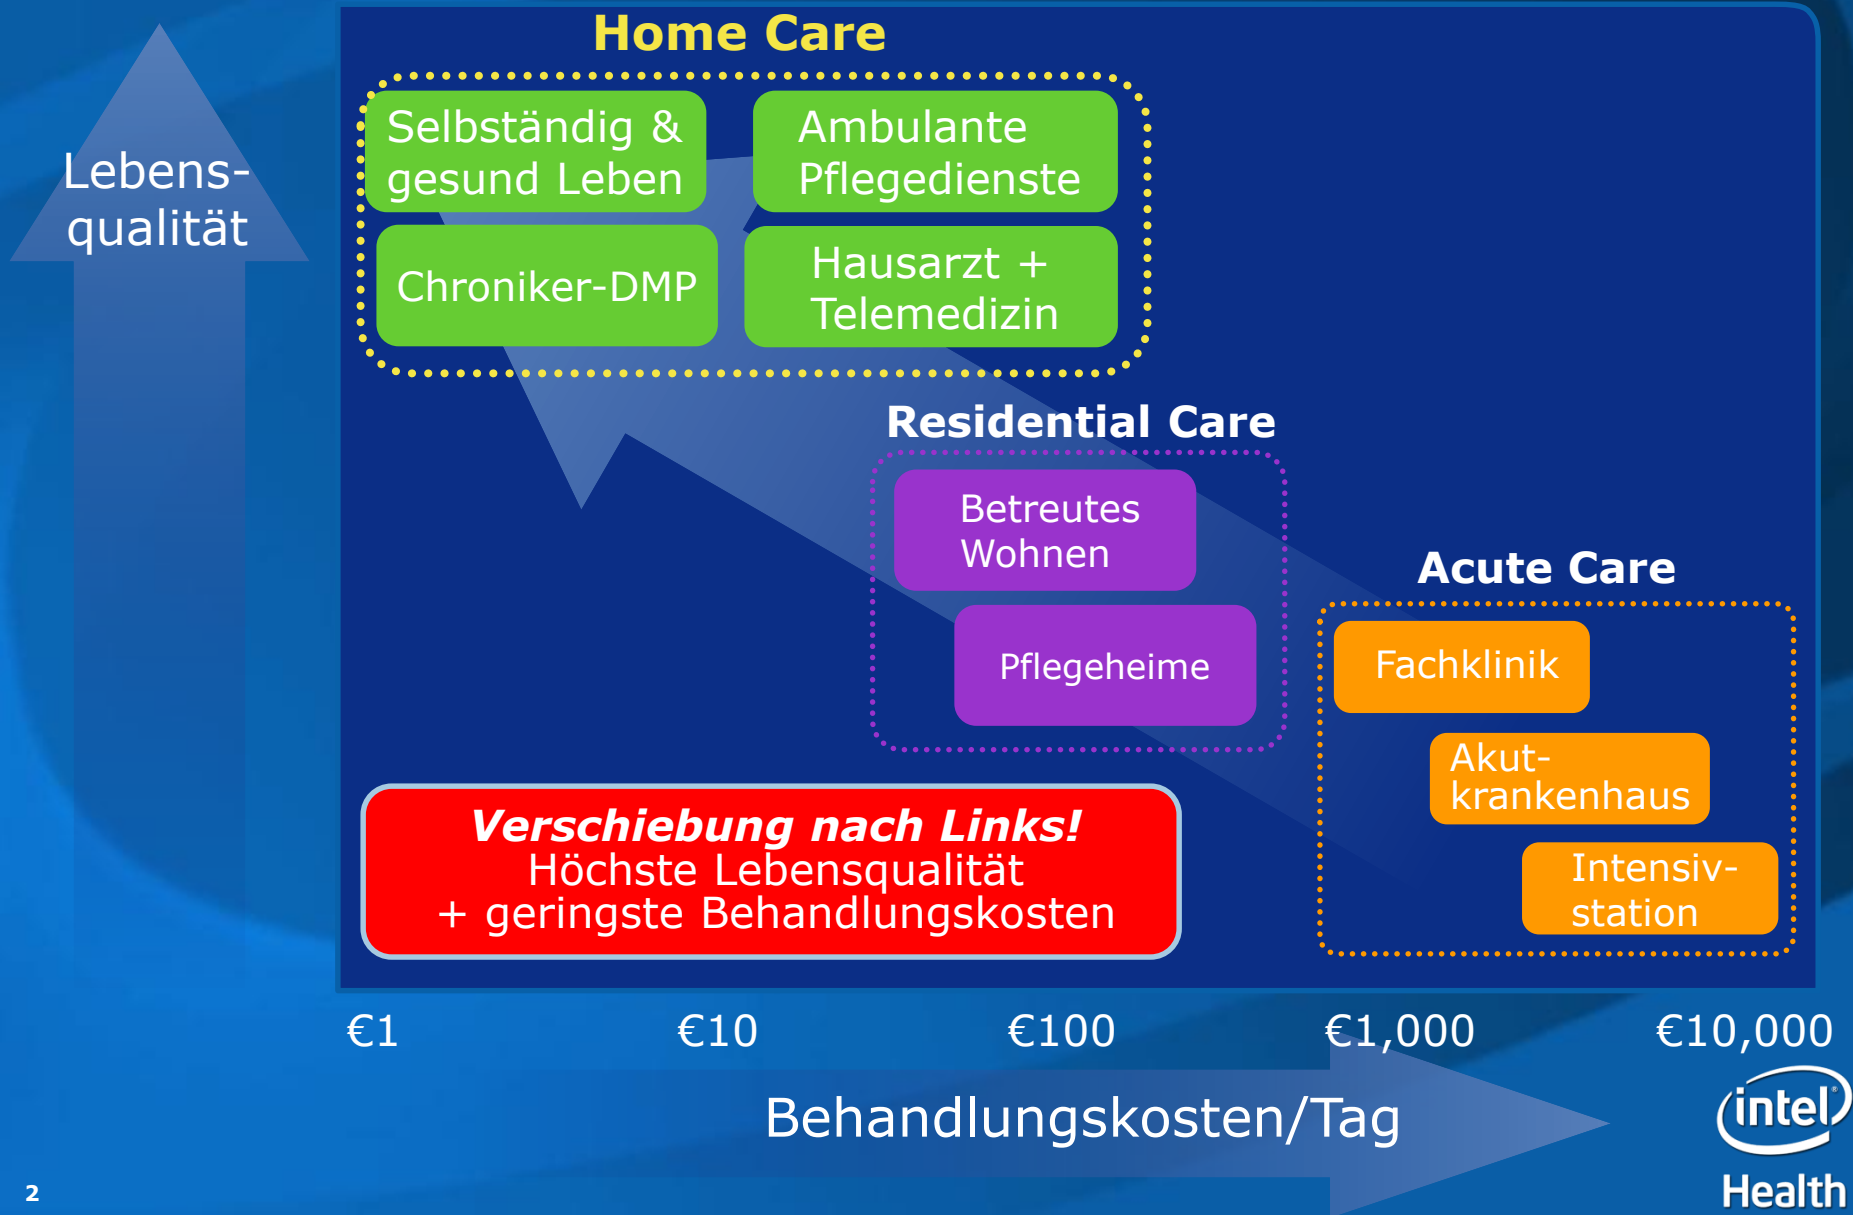 Home Care
Selbständig &
gesund Leben
Ambulante
Pflegedienste
Lebens-
qualität
Chroniker-DMP
Hausarzt +
Telemedizin
Residential Care
Betreutes
Wohnen
Pflegeheime
Acute Care
Fachklinik
Akut-
krankenhaus
Intensiv-
station
Verschiebung nach Links!
Höchste Lebensqualität
+ geringste Behandlungskosten
€1 €10 €100 €1,000 €10,000
Behandlungskosten/Tag
intel®
Health
2